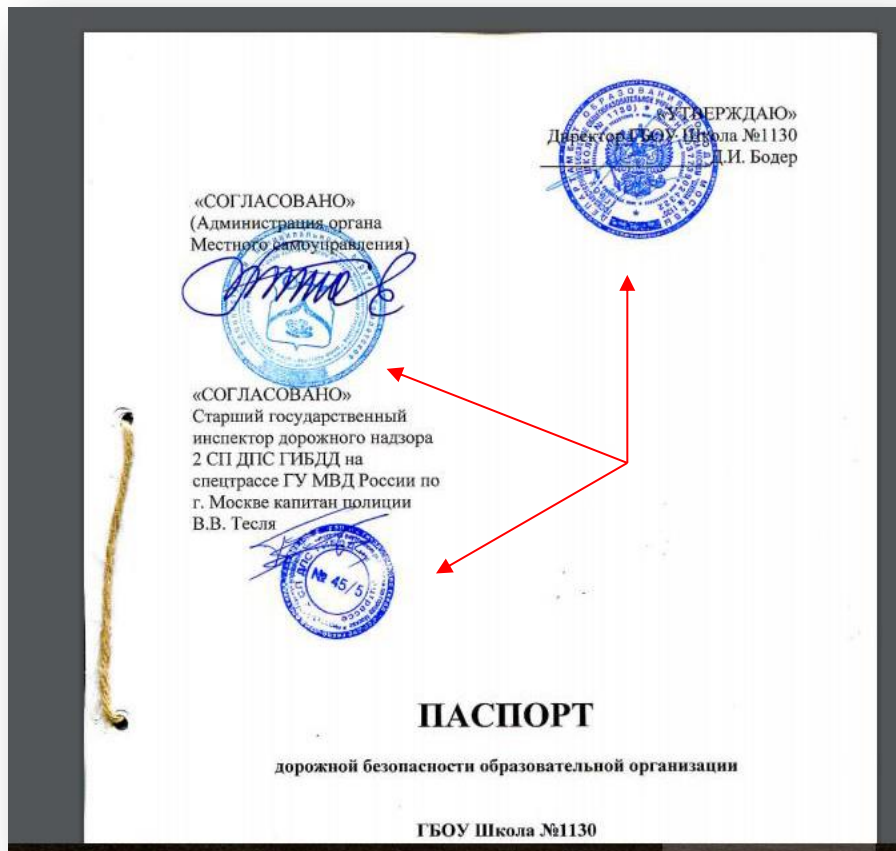 «УТВЕРЖДАЮ»
Директор ГБОУ Школа №1130
Д.И. Бодер
«СОГЛАСОВАНО»
(Администрация органа
Местного самоуправления)
«СОГЛАСОВАНО»
Старший государственный
инспектор дорожного надзора
2 СП ДПС ГИБДД на
спецтрассе ГУ МВД России по
г. Москве капитан полиции
В.В. Тесля
№ 45/5
ПАСПОРТ
дорожной безопасности образовательной организации
ГБОУ Школа №1130